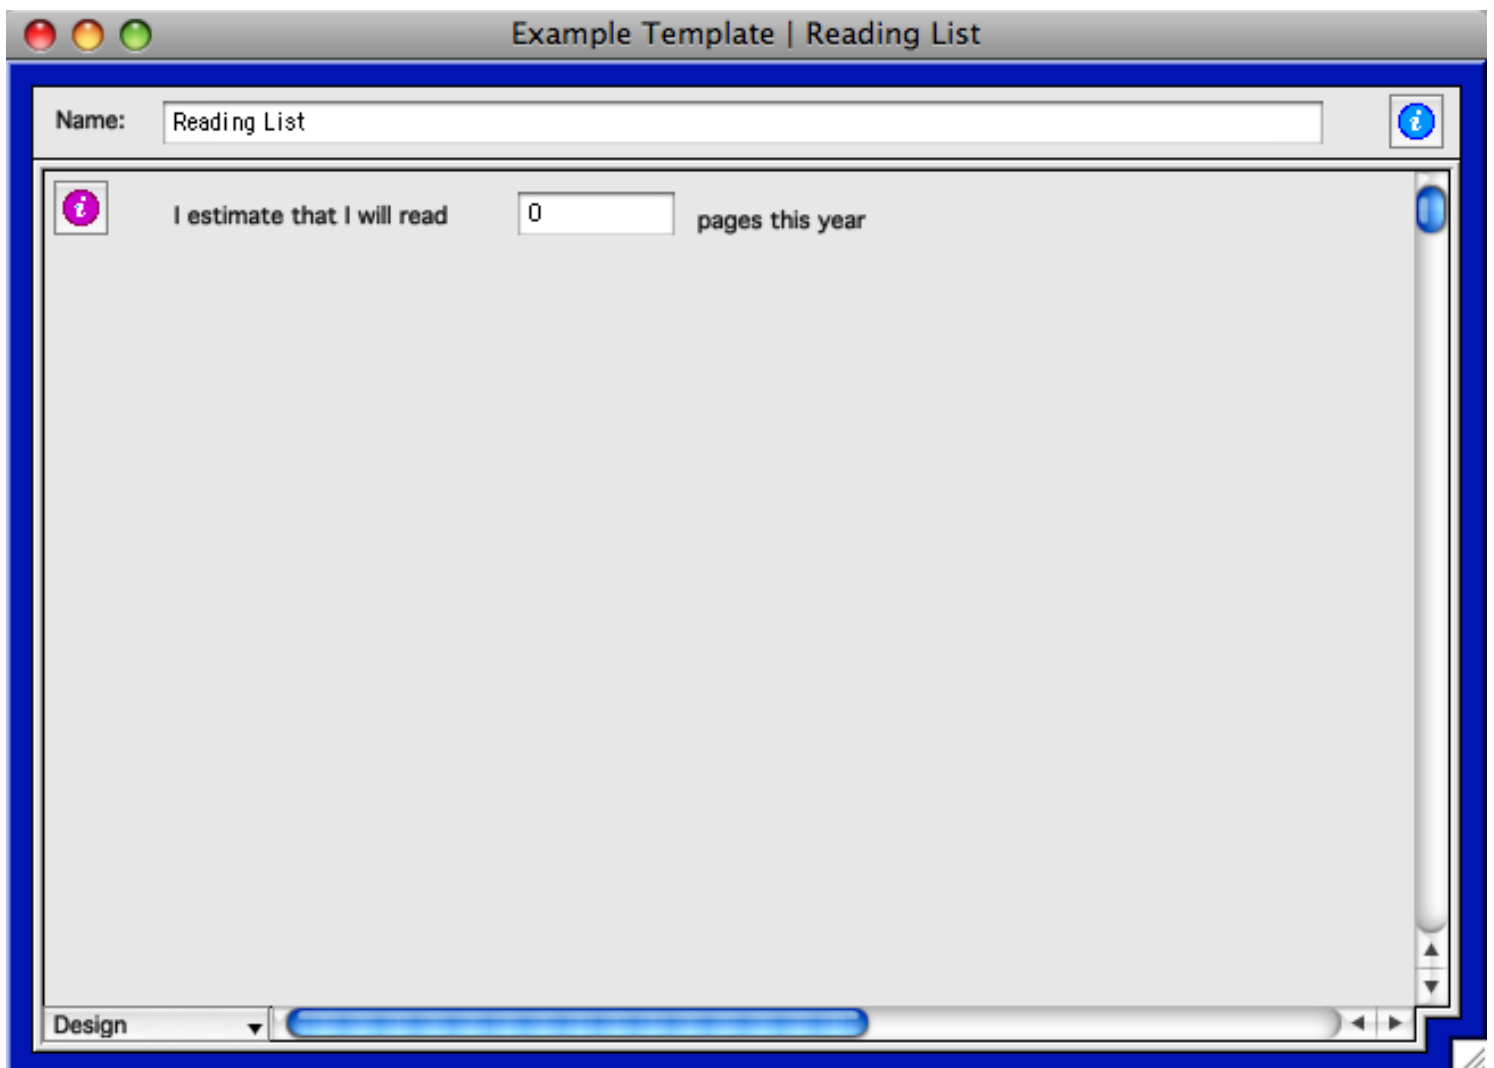 Example Template | Reading List
Name: Reading List
I estimate that I will read 0 pages this year
Design